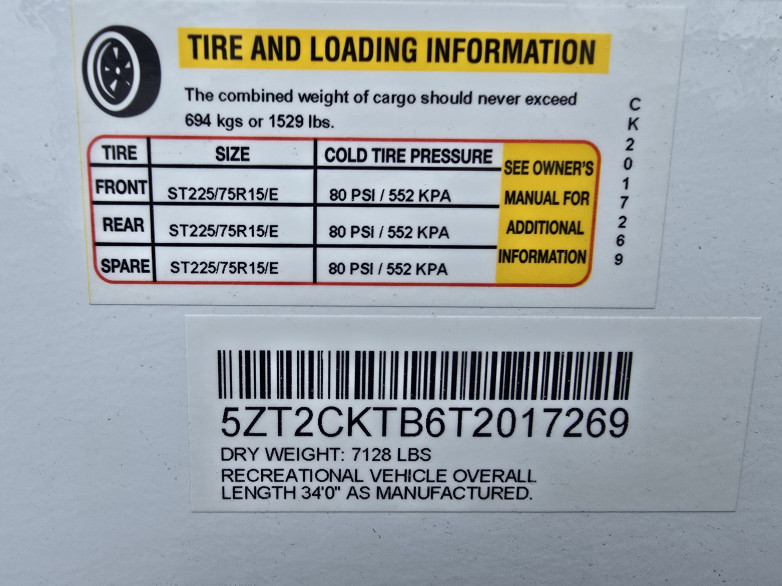 TIRE AND LOADING INFORMATION
The combined weight of cargo should never exceed
694 kgs or 1529 lbs.
TIRE SIZE COLD TIRE PRESSURE
FRONT ST225/75R15/E 80 PSI / 552 KPA
REAR ST225/75R15/E 80 PSI / 552 KPA
SPARE ST225/75R15/E 80 PSI / 552 KPA
SEE OWNER'S
MANUAL FOR
ADDITIONAL
INFORMATION
CK2017269
5ZT2CKTB6T2017269
DRY WEIGHT: 7128 LBS
RECREATIONAL VEHICLE OVERALL
LENGTH 34'0" AS MANUFACTURED.